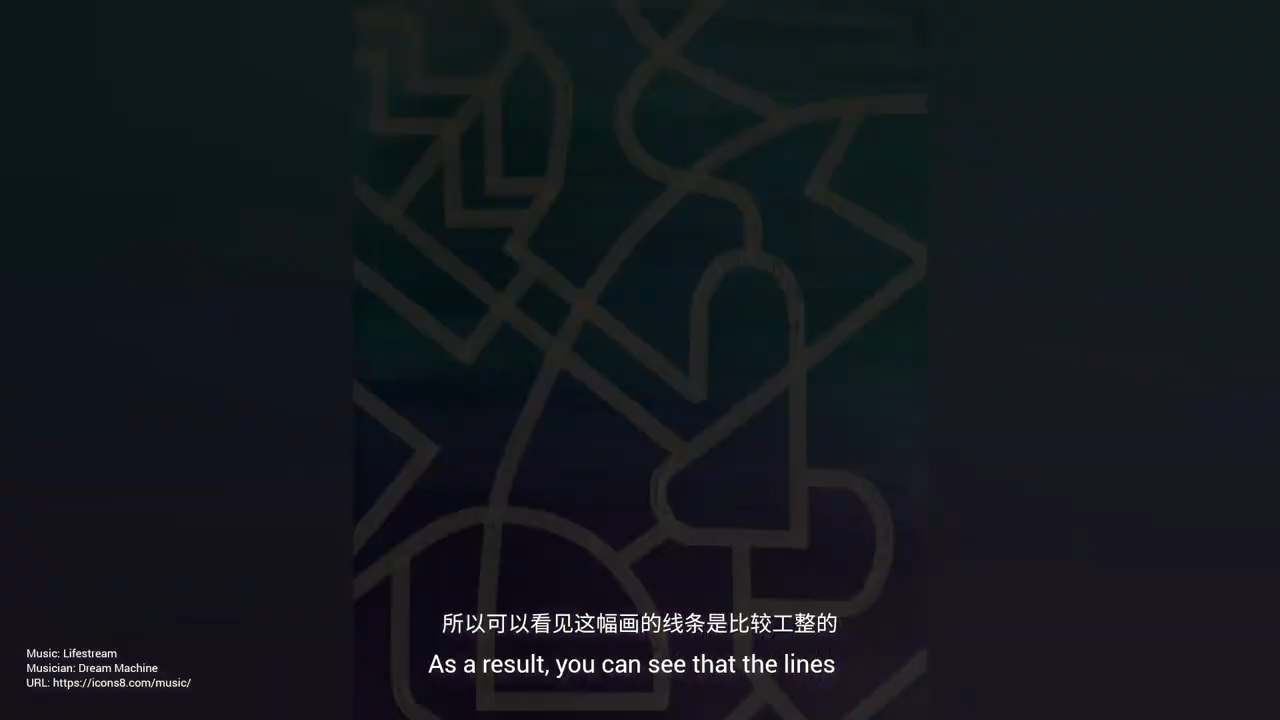 所以可以看见这幅画的线条是比较工整的
As a result, you can see that the lines
Music: Lifestream
Musician: Dream Machine
URL: https://icons8.com/music/